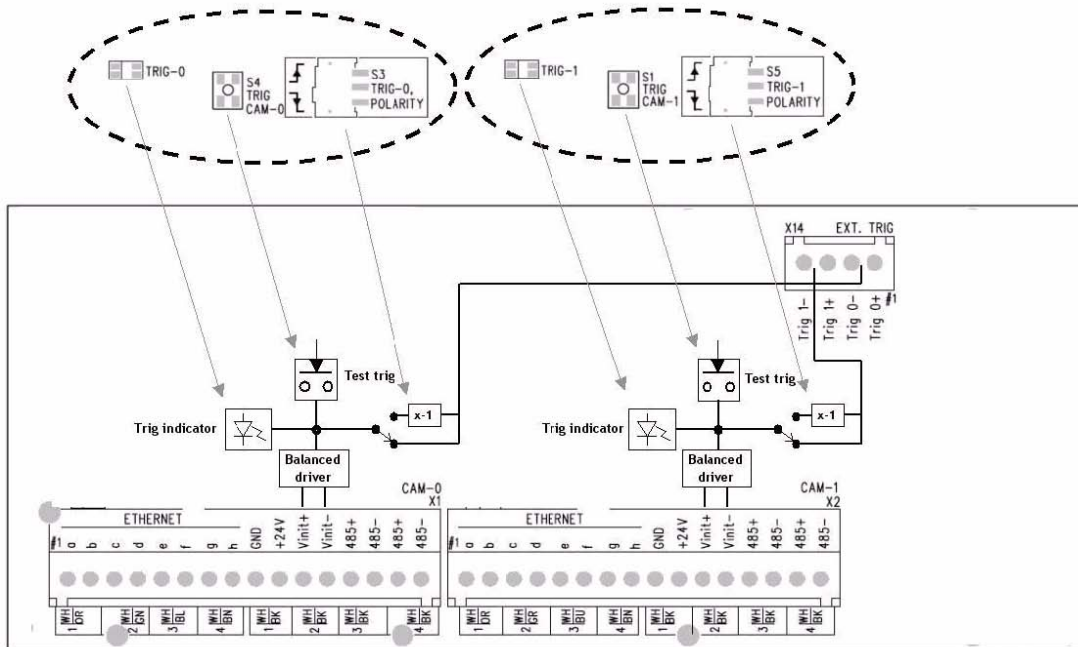 TRIG-0
S4
TRIG
CAM-0
S3
TRIG-0,
POLARITY
TRIG-1
S1
TRIG
CAM-1
S5
TRIG-1
POLARITY
X14 EXT. TRIG
Trig 1-
Trig 1+
Trig 0-
Trig 0+
#1
Test trig
x-1
Trig indicator
Balanced
driver
Test trig
x-1
Trig indicator
Balanced
driver
CAM-0
X1
ETHERNET
#1 a b c d e f g h GND +24V Vinit+ Vinit- 485+ 485- 485+ 485-
1 WH DR
2 WH GN
3 WH BL
4 WH BN
1 WH BK
2 WH BK
3 WH BK
4 WH BK
CAM-1
X2
ETHERNET
#1 a b c d e f g h GND +24V Vinit+ Vinit- 485+ 485- 485+ 485-
1 WH DR
2 WH GR
3 WH BU
4 WH BN
1 WH BK
2 WH BK
3 WH BK
4 WH BK